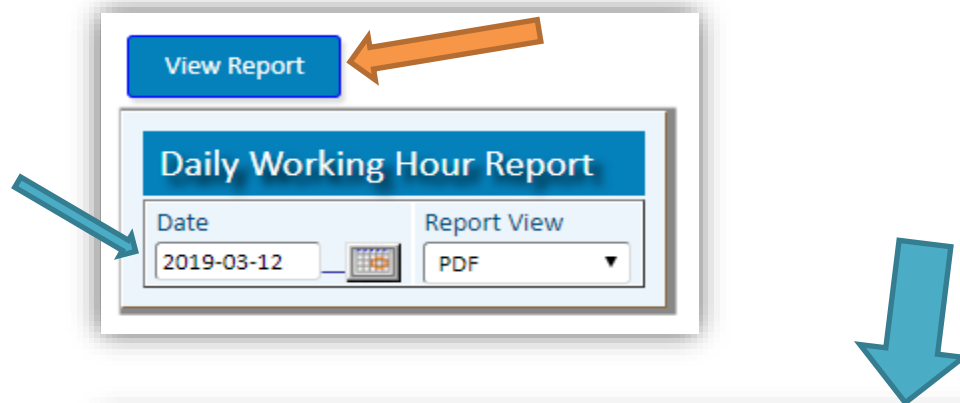 View Report
Daily Working Hour Report
Date Report View
2019-03-12 PDF